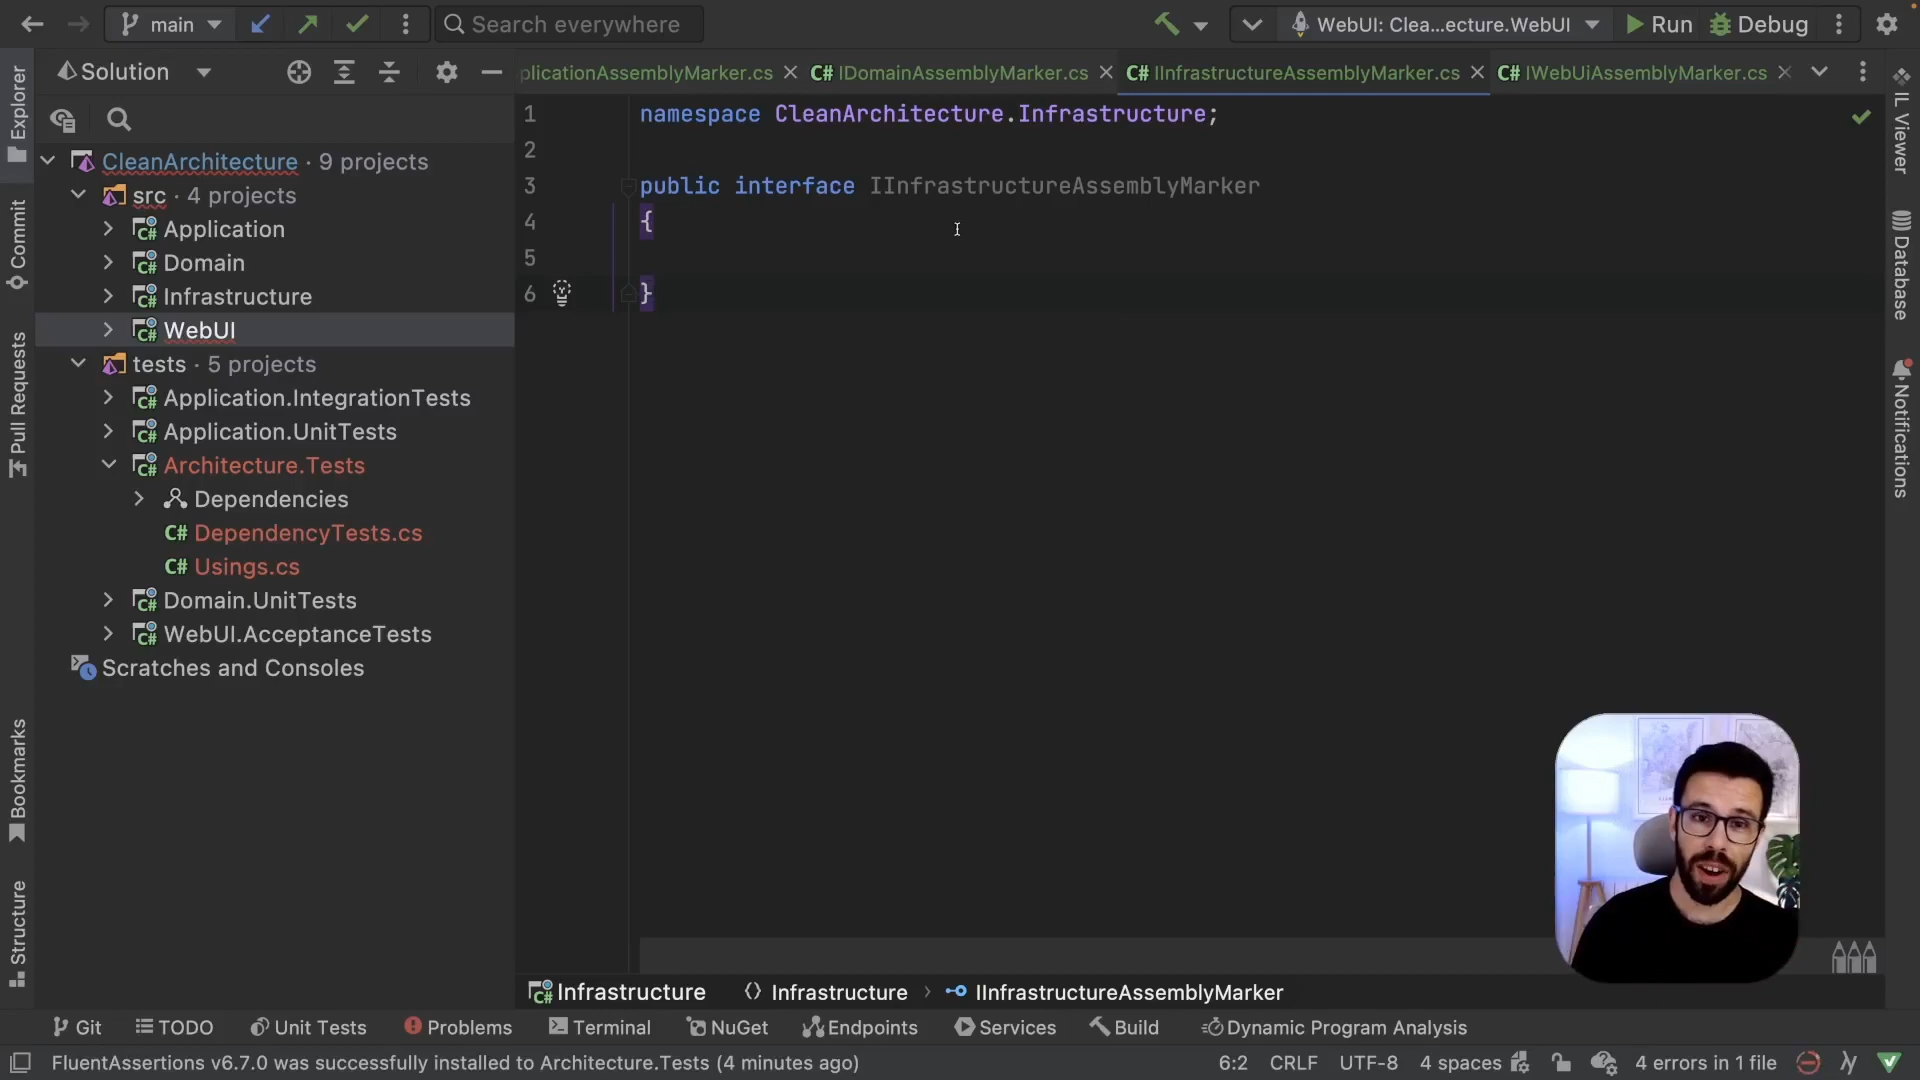 main
Search everywhere
WebUI: Clea...ecture.WebUI
Run
Debug
Solution
plicationAssemblyMarker.cs
C# IDomainAssemblyMarker.cs
C# IInfrastructureAssemblyMarker.cs
C# IWebUiAssemblyMarker.cs
Explorer
Commit
Pull Requests
Bookmarks
Structure
CleanArchitecture · 9 projects
src · 4 projects
C# Application
C# Domain
C# Infrastructure
C# WebUI
tests · 5 projects
C# Application.IntegrationTests
C# Application.UnitTests
C# Architecture.Tests
Dependencies
C# DependencyTests.cs
C# Usings.cs
C# Domain.UnitTests
C# WebUI.AcceptanceTests
Scratches and Consoles
1 namespace CleanArchitecture.Infrastructure;
2
3 public interface IInfrastructureAssemblyMarker
4 {
5
6 }
IL Viewer
Database
Notifications
C# Infrastructure
Infrastructure › IInfrastructureAssemblyMarker
Git
TODO
Unit Tests
Problems
Terminal
NuGet
Endpoints
Services
Build
Dynamic Program Analysis
FluentAssertions v6.7.0 was successfully installed to Architecture.Tests (4 minutes ago)
6:2
CRLF
UTF-8
4 spaces
4 errors in 1 file